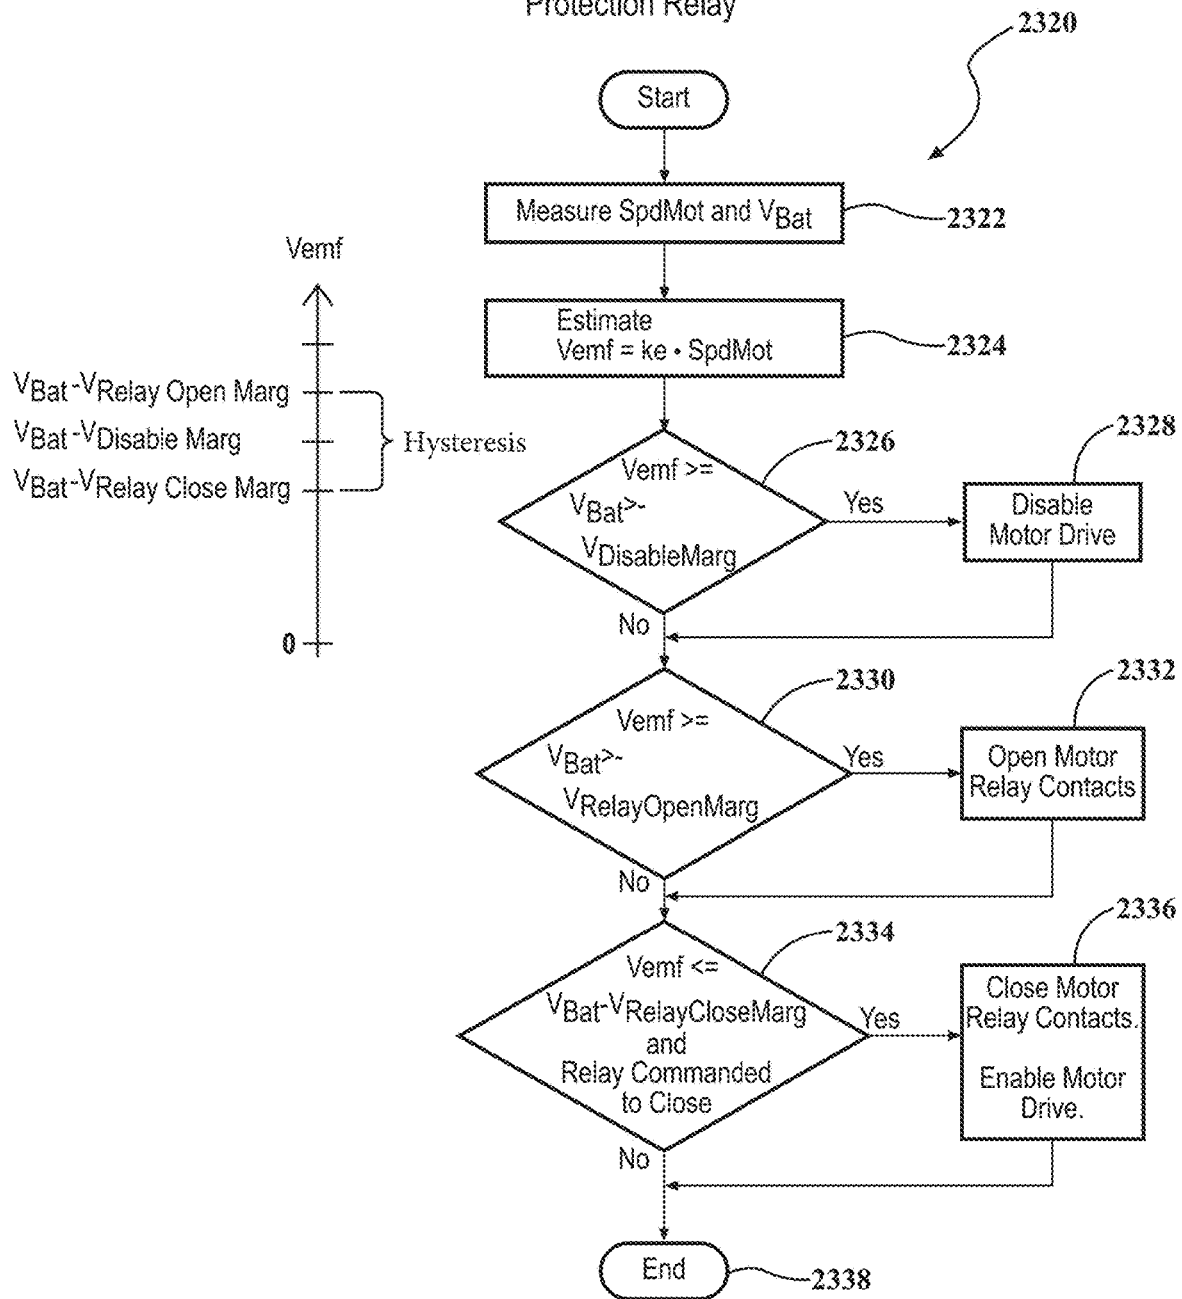 Protection Relay
2320
Start
Measure SpdMot and VBat
2322
Estimate
Vemf = ke • SpdMot
2324
Vemf
VBat-VRelay Open Marg
VBat-VDisable Marg
VBat-VRelay Close Marg
Hysteresis
0
2326
Vemf >=
VBat>-
VDisableMarg
Yes
2328
Disable
Motor Drive
No
2330
Vemf >=
VBat>-
VRelayOpenMarg
Yes
2332
Open Motor
Relay Contacts
No
2334
Vemf <=
VBat-VRelayCloseMarg
and
Relay Commanded
to Close
Yes
2336
Close Motor
Relay Contacts.
Enable Motor
Drive.
No
End
2338